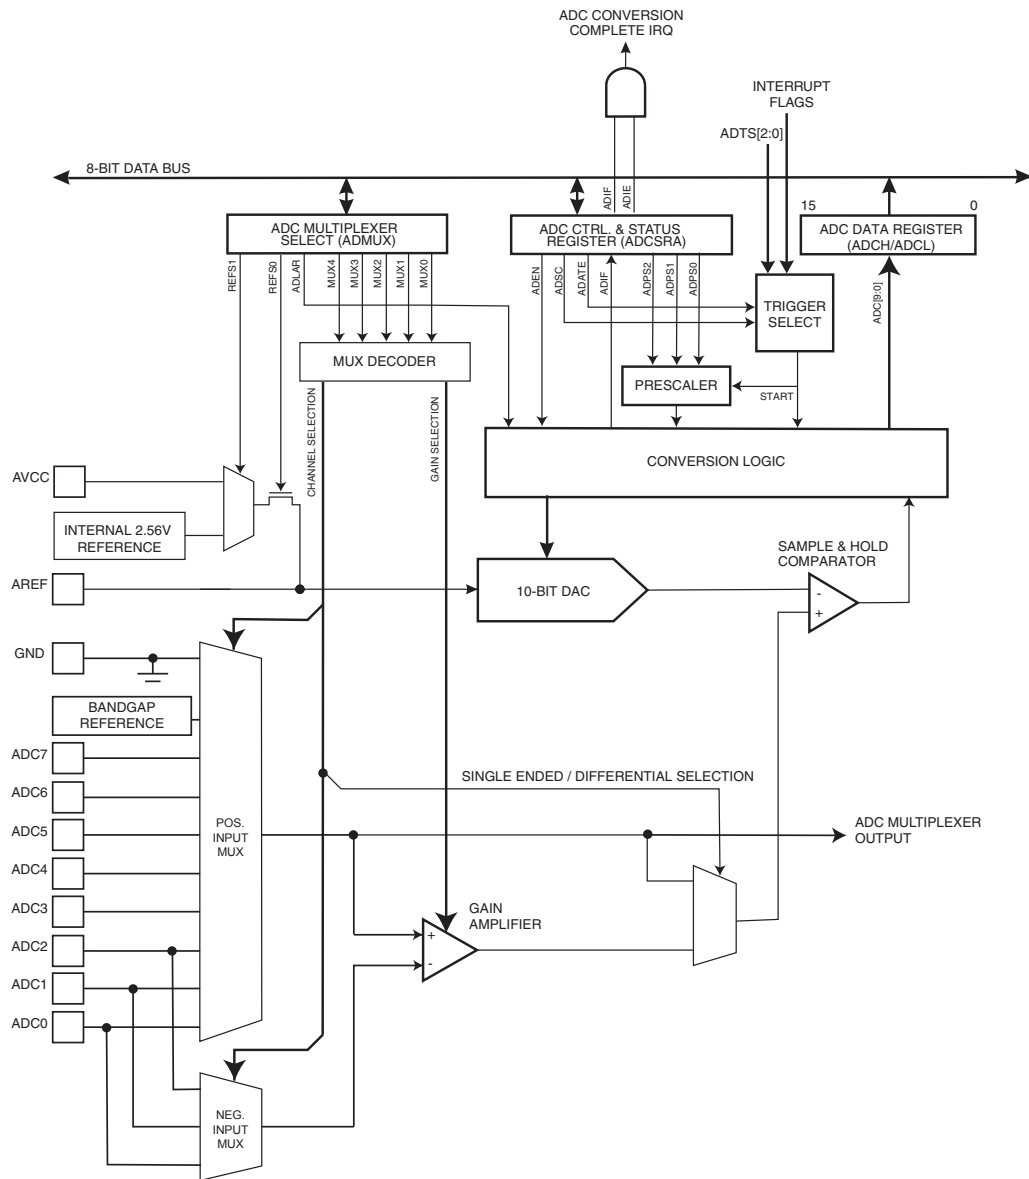 ADC CONVERSION
COMPLETE IRQ
INTERRUPT
FLAGS
ADTS[2:0]
8-BIT DATA BUS
ADIF
ADIE
15
0
ADC MULTIPLEXER
SELECT (ADMUX)
ADC CTRL. & STATUS
REGISTER (ADCSRA)
ADC DATA REGISTER
(ADCH/ADCL)
REFS1
REFS0
ADLAR
MUX4
MUX3
MUX2
MUX1
MUX0
ADEN
ADSC
ADATE
ADIF
ADPS2
ADPS1
ADPS0
ADC[9:0]
TRIGGER
SELECT
MUX DECODER
PRESCALER
START
CHANNEL SELECTION
GAIN SELECTION
CONVERSION LOGIC
AVCC
INTERNAL 2.56V
REFERENCE
SAMPLE & HOLD
COMPARATOR
AREF
10-BIT DAC
-
+
GND
BANDGAP
REFERENCE
ADC7
SINGLE ENDED / DIFFERENTIAL SELECTION
ADC6
ADC5
POS.
INPUT
MUX
ADC MULTIPLEXER
OUTPUT
ADC4
ADC3
GAIN
AMPLIFIER
ADC2
+
-
ADC1
ADC0
NEG.
INPUT
MUX